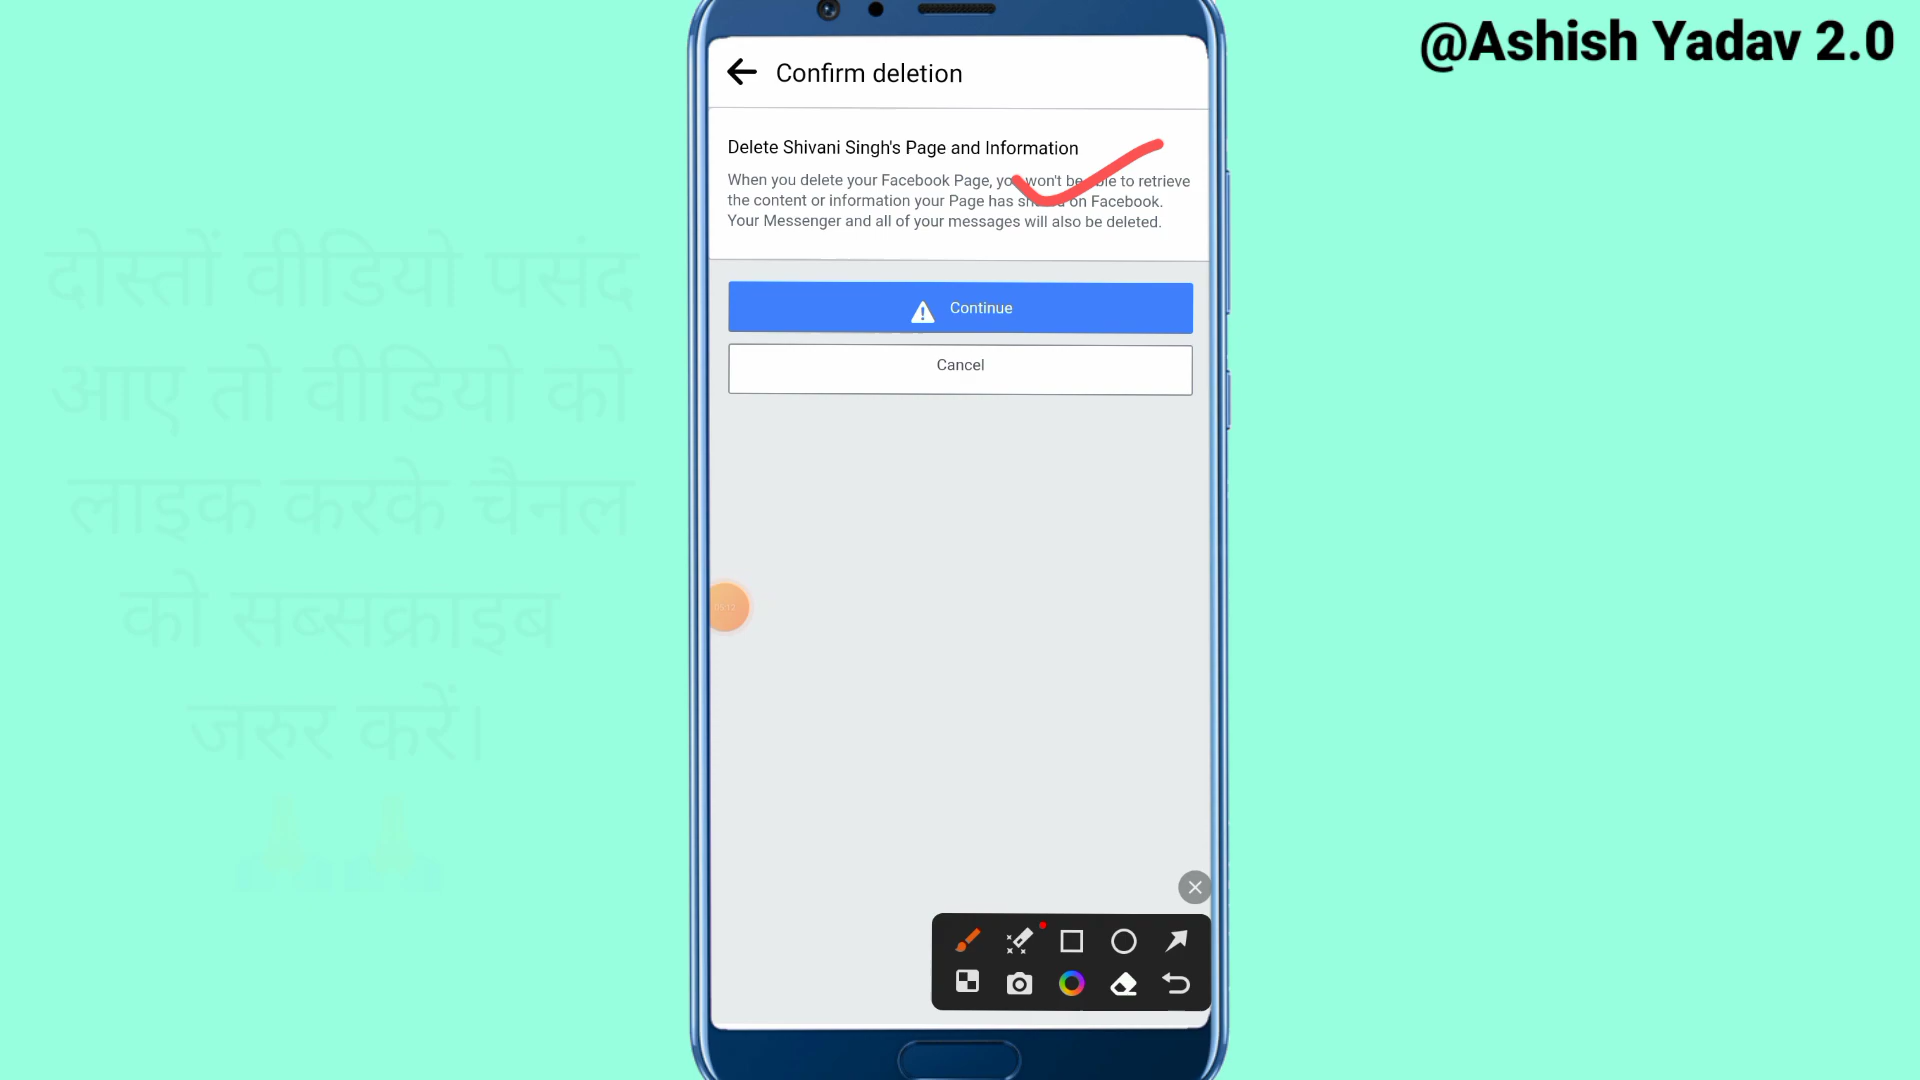 @Ashish Yadav 2.0
Confirm deletion
Delete Shivani Singh's Page and Information
When you delete your Facebook Page, you won't be able to retrieve
the content or information your Page has shared on Facebook.
Your Messenger and all of your messages will also be deleted.
Continue
Cancel
05:12
दोस्तों वीडियो पसंद
आए तो वीडियो को
लाइक करके चैनल
को सब्सक्राइब
जरुर करें।